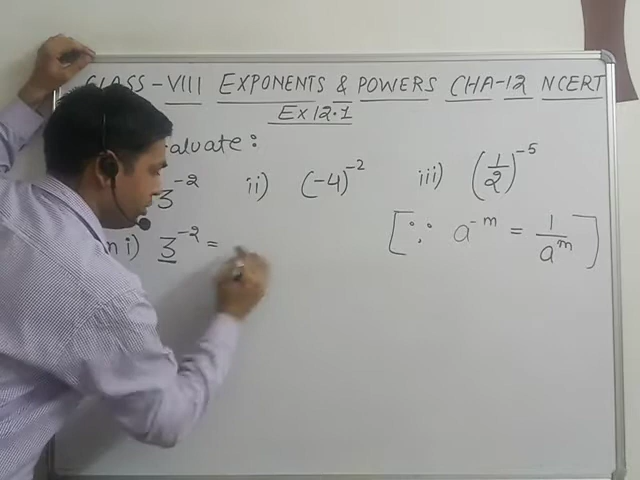 CLASS - VIII EXPONENTS & POWERS CHA-12 NCERT
EX 12.1
aluate :
3⁻² ii) (-4)⁻² iii) (1/2)⁻⁵
n i) 3⁻² = [∵ a⁻ᵐ = 1/aᵐ]